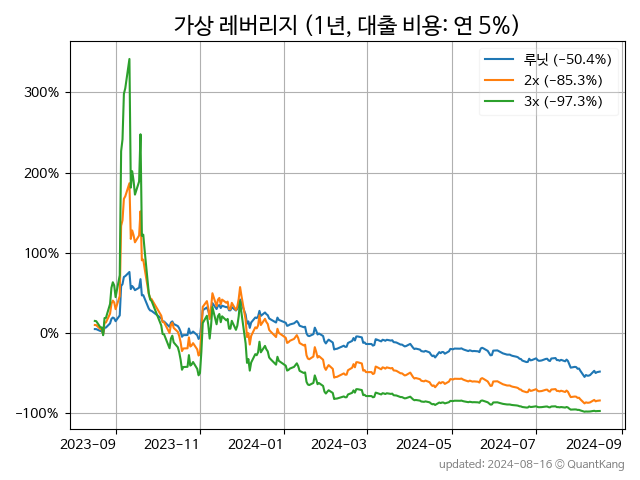 가상 레버리지 (1년, 대출 비용: 연 5%)
루닛 (−50.4%)
2x (−85.3%)
3x (−97.3%)
300%
200%
100%
0%
−100%
2023−09 2023−11 2024−01 2024−03 2024−05 2024−07 2024−09
updated: 2024-08-16 © QuantKang